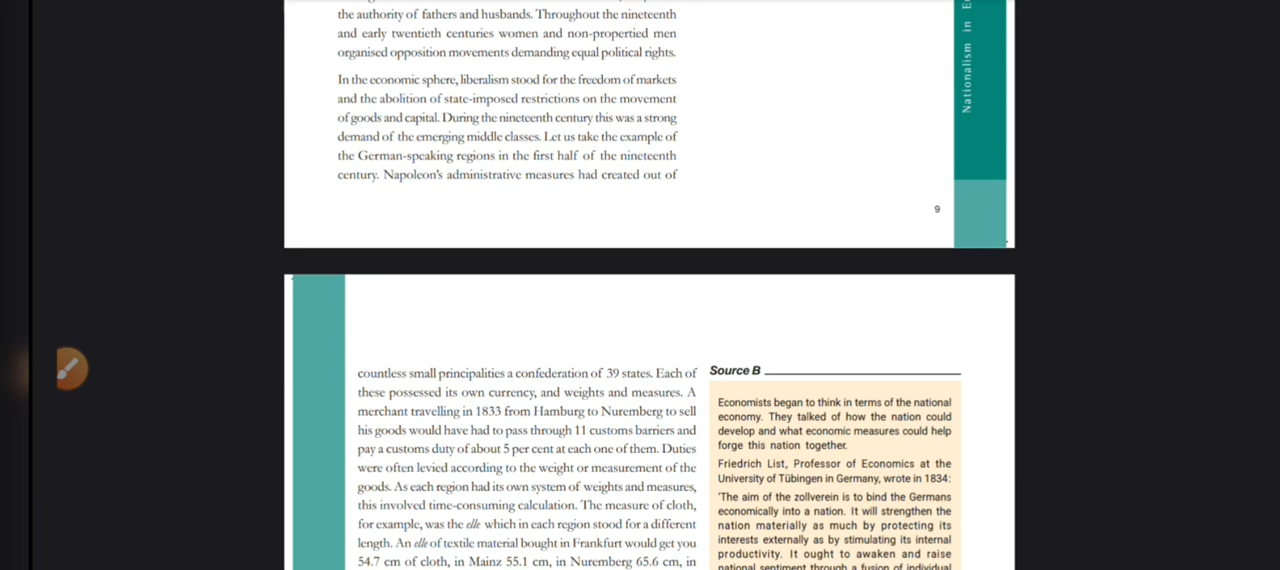 the authority of fathers and husbands. Throughout the nineteenth
and early twentieth centuries women and non-propertied men
organised opposition movements demanding equal political rights.
In the economic sphere, liberalism stood for the freedom of markets
and the abolition of state-imposed restrictions on the movement
of goods and capital. During the nineteenth century this was a strong
demand of the emerging middle classes. Let us take the example of
the German-speaking regions in the first half of the nineteenth
century. Napoleon's administrative measures had created out of
Nationalism in
9
countless small principalities a confederation of 39 states. Each of
these possessed its own currency, and weights and measures. A
merchant travelling in 1833 from Hamburg to Nuremberg to sell
his goods would have had to pass through 11 customs barriers and
pay a customs duty of about 5 per cent at each one of them. Duties
were often levied according to the weight or measurement of the
goods. As each region had its own system of weights and measures,
this involved time-consuming calculation. The measure of cloth,
for example, was the elle which in each region stood for a different
length. An elle of textile material bought in Frankfurt would get you
54.7 cm of cloth, in Mainz 55.1 cm, in Nuremberg 65.6 cm, in
Source B
Economists began to think in terms of the national
economy. They talked of how the nation could
develop and what economic measures could help
forge this nation together.
Friedrich List, Professor of Economics at the
University of Tübingen in Germany, wrote in 1834:
'The aim of the zollverein is to bind the Germans
economically into a nation. It will strengthen the
nation materially as much by protecting its
interests externally as by stimulating its internal
productivity. It ought to awaken and raise
national sentiment through a fusion of individual